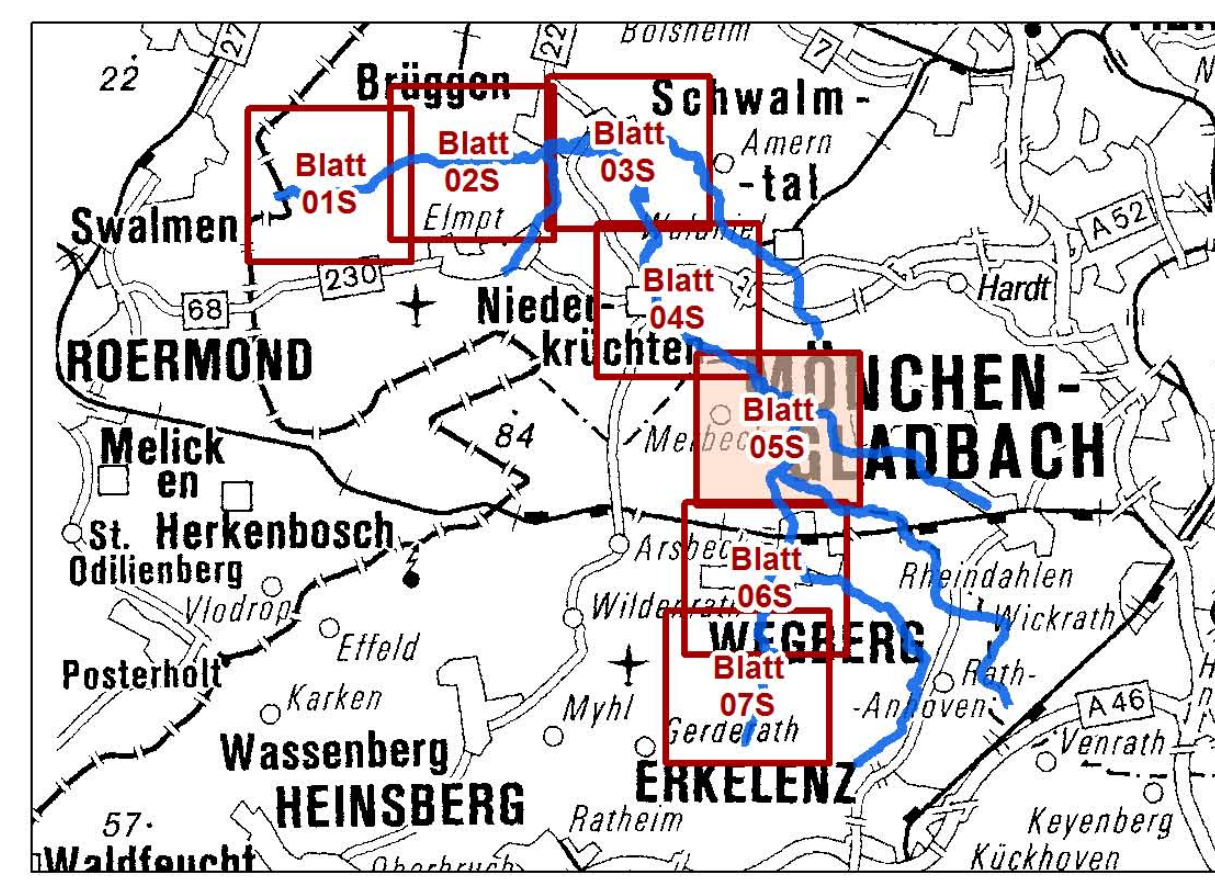 Bolsheim
27
22
7
22
Brüggen
Schwalm-
Amern
-tal
Blatt
01S
Blatt
02S
Blatt
03S
Swalmen
Elmpt
Waldniel
A52
230
68
Blatt
04S
Hardt
Nieder-
krüchten
ROERMOND
MÖNCHEN-
GLADBACH
Blatt
05S
84
Melick
en
St. Herkenbosch
Odilienberg
Arsbeck
Blatt
06S
Rheindahlen
Vlodrop
Wildenrath
Wickrath
Effeld
WEGBERG
Posterholt
Blatt
07S
Rath-
-Anhoven
Karken
Myhl
A46
Gerderath
Venrath
Wassenberg
ERKELENZ
HEINSBERG
57
Ratheim
Keyenberg
Waldfeucht
Oberbruch
Kückhoven